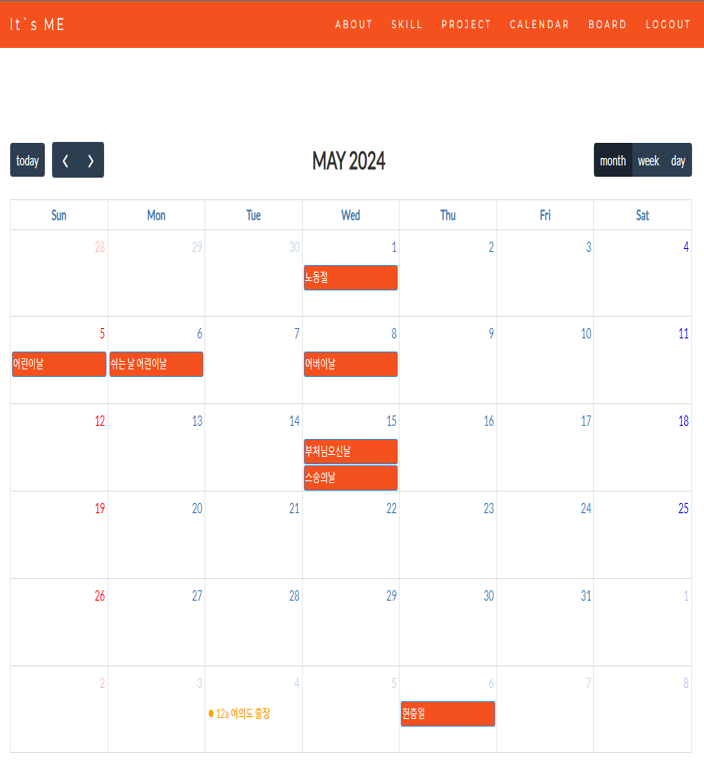 It`s ME
ABOUT SKILL PROJECT CALENDAR BOARD LOGOUT
today
MAY 2024
month week day
Sun Mon Tue Wed Thu Fri Sat
28 29 30 1 2 3 4
노동절
5 6 7 8 9 10 11
어린이날 쉬는 날 어린이날 어버이날
12 13 14 15 16 17 18
부처님오신날
스승의날
19 20 21 22 23 24 25
26 27 28 29 30 31 1
2 3 4 5 6 7 8
12a 여의도 출장 현충일